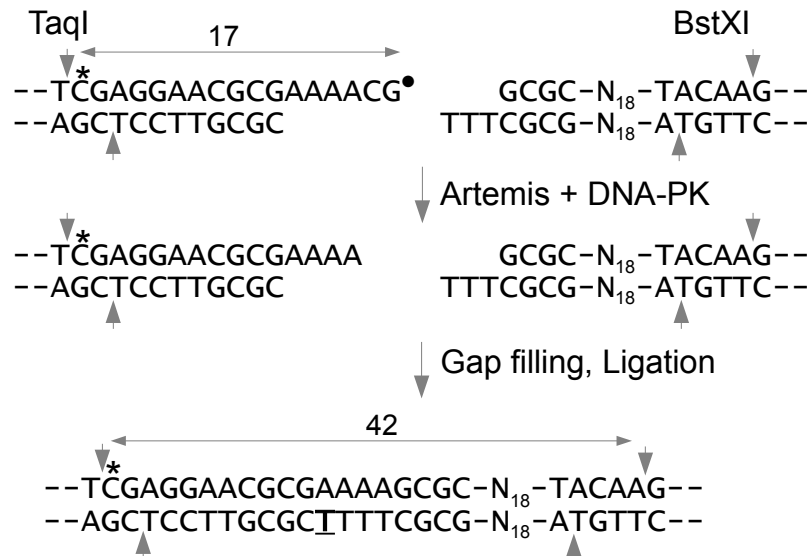 TaqI BstXI
17
*
--TCGAGGAACGCGAAAACG● GCGC-N₁₈-TACAAG--
--AGCTCCTTGCGC TTTCGCG-N₁₈-ATGTTC--
Artemis + DNA-PK
*
--TCGAGGAACGCGAAAA GCGC-N₁₈-TACAAG--
--AGCTCCTTGCGC TTTCGCG-N₁₈-ATGTTC--
Gap filling, Ligation
42
*
--TCGAGGAACGCGAAAAGCGC-N₁₈-TACAAG--
--AGCTCCTTGCGCTTTTCGCG-N₁₈-ATGTTC--